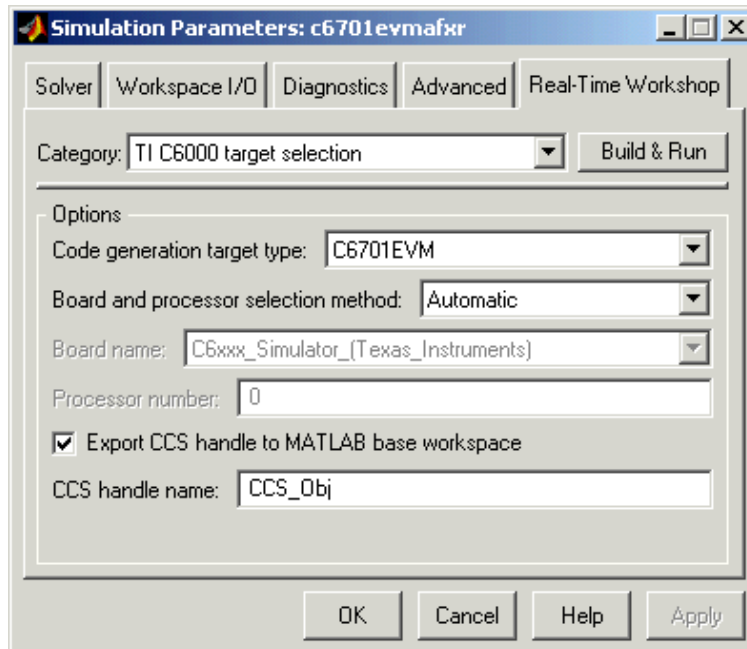 Simulation Parameters: c6701evmafxr
Solver Workspace I/O Diagnostics Advanced Real-Time Workshop
Category: TI C6000 target selection Build & Run
Options
Code generation target type: C6701EVM
Board and processor selection method: Automatic
Board name: C6xxx_Simulator_(Texas_Instruments)
Processor number: 0
Export CCS handle to MATLAB base workspace
CCS handle name: CCS_Obj
OK Cancel Help Apply